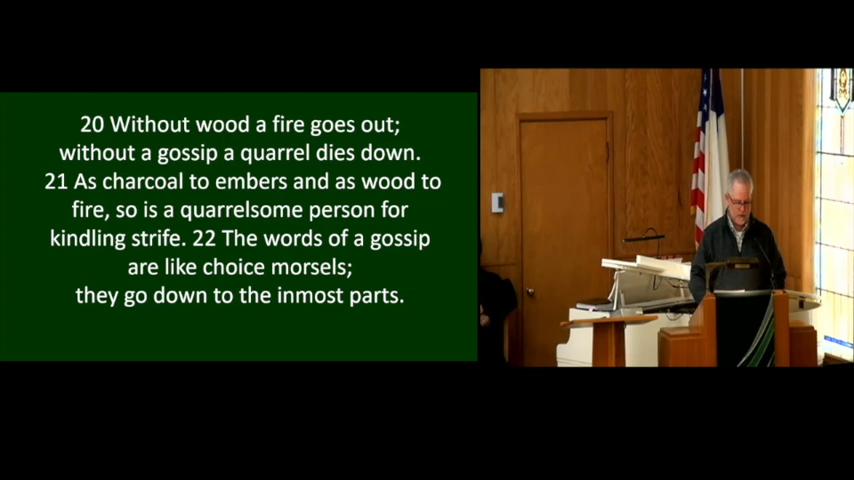 20 Without wood a fire goes out;
without a gossip a quarrel dies down.
21 As charcoal to embers and as wood to
fire, so is a quarrelsome person for
kindling strife. 22 The words of a gossip
are like choice morsels;
they go down to the inmost parts.